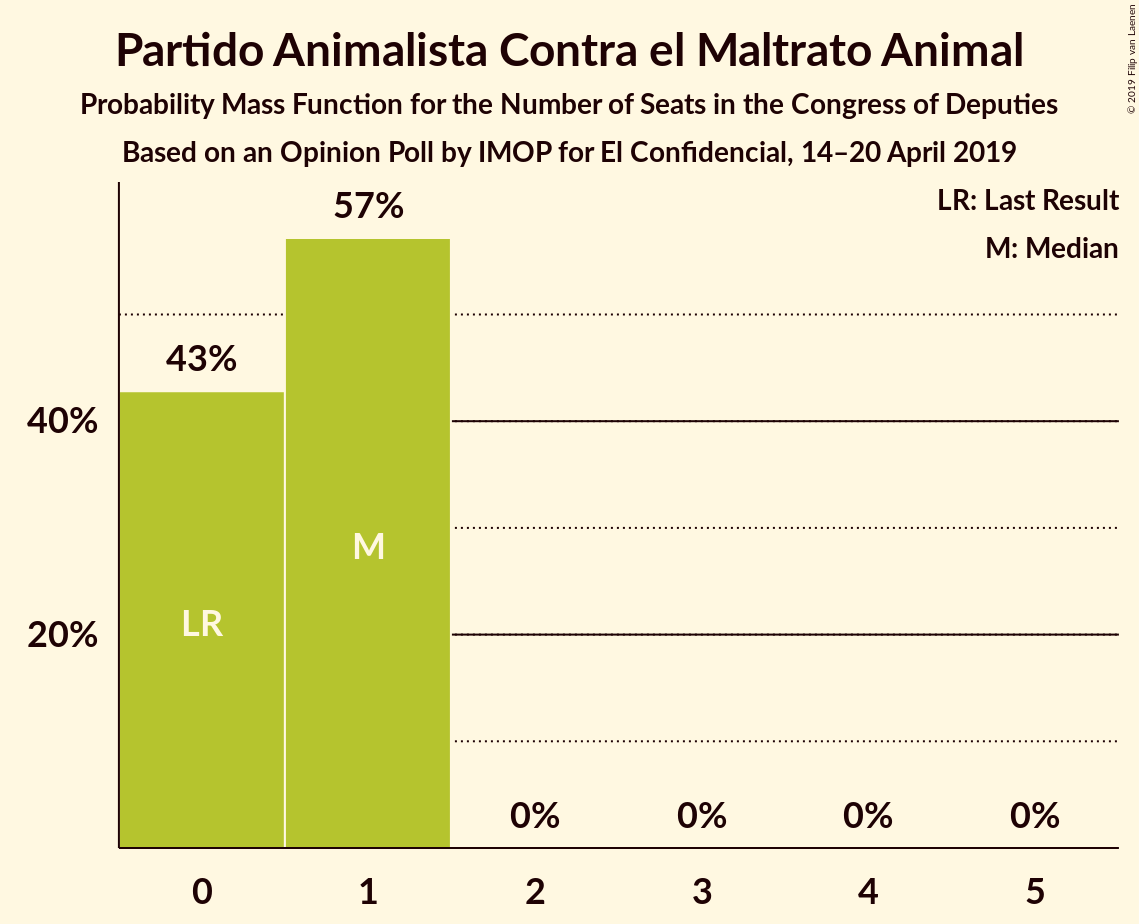 Partido Animalista Contra el Maltrato Animal
Probability Mass Function for the Number of Seats in the Congress of Deputies
Based on an Opinion Poll by IMOP for El Confidencial, 14–20 April 2019
© 2019 Filip van Laenen
LR: Last Result
M: Median
57%
43%
40%
M
LR
20%
0% 0% 0% 0%
0 1 2 3 4 5